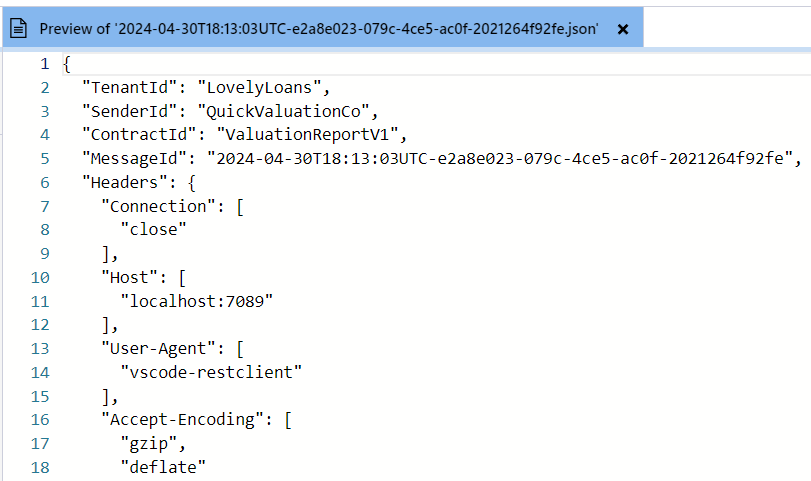 Preview of '2024-04-30T18:13:03UTC-e2a8e023-079c-4ce5-ac0f-2021264f92fe.json' ×
1 {
2 "TenantId": "LovelyLoans",
3 "SenderId": "QuickValuationCo",
4 "ContractId": "ValuationReportV1",
5 "MessageId": "2024-04-30T18:13:03UTC-e2a8e023-079c-4ce5-ac0f-2021264f92fe",
6 "Headers": {
7 "Connection": [
8 "close"
9 ],
10 "Host": [
11 "localhost:7089"
12 ],
13 "User-Agent": [
14 "vscode-restclient"
15 ],
16 "Accept-Encoding": [
17 "gzip",
18 "deflate"